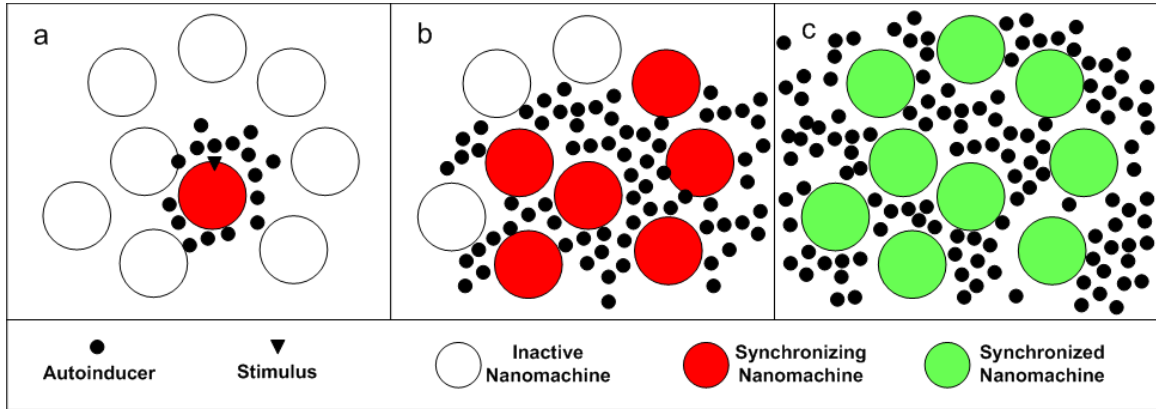 a
b
c
Autoinducer
Stimulus
Inactive
Nanomachine
Synchronizing
Nanomachine
Synchronized
Nanomachine